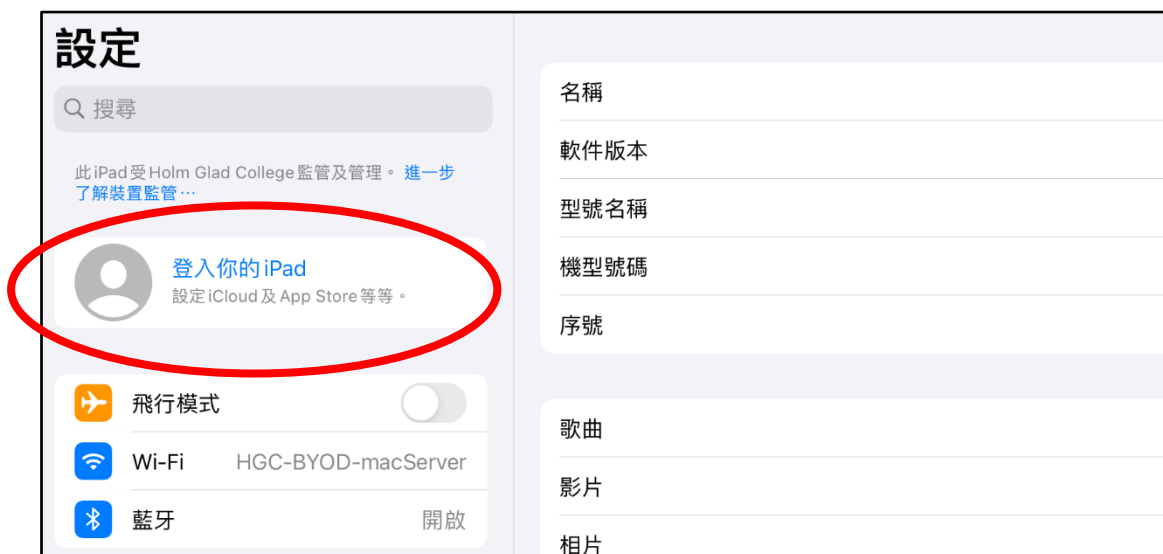 設定
搜尋
此iPad受Holm Glad College監管及管理。進一步
了解裝置監管…
登入你的iPad
設定iCloud及App Store等等。
飛行模式
Wi-Fi HGC-BYOD-macServer
藍牙 開啟
名稱
軟件版本
型號名稱
機型號碼
序號
歌曲
影片
相片